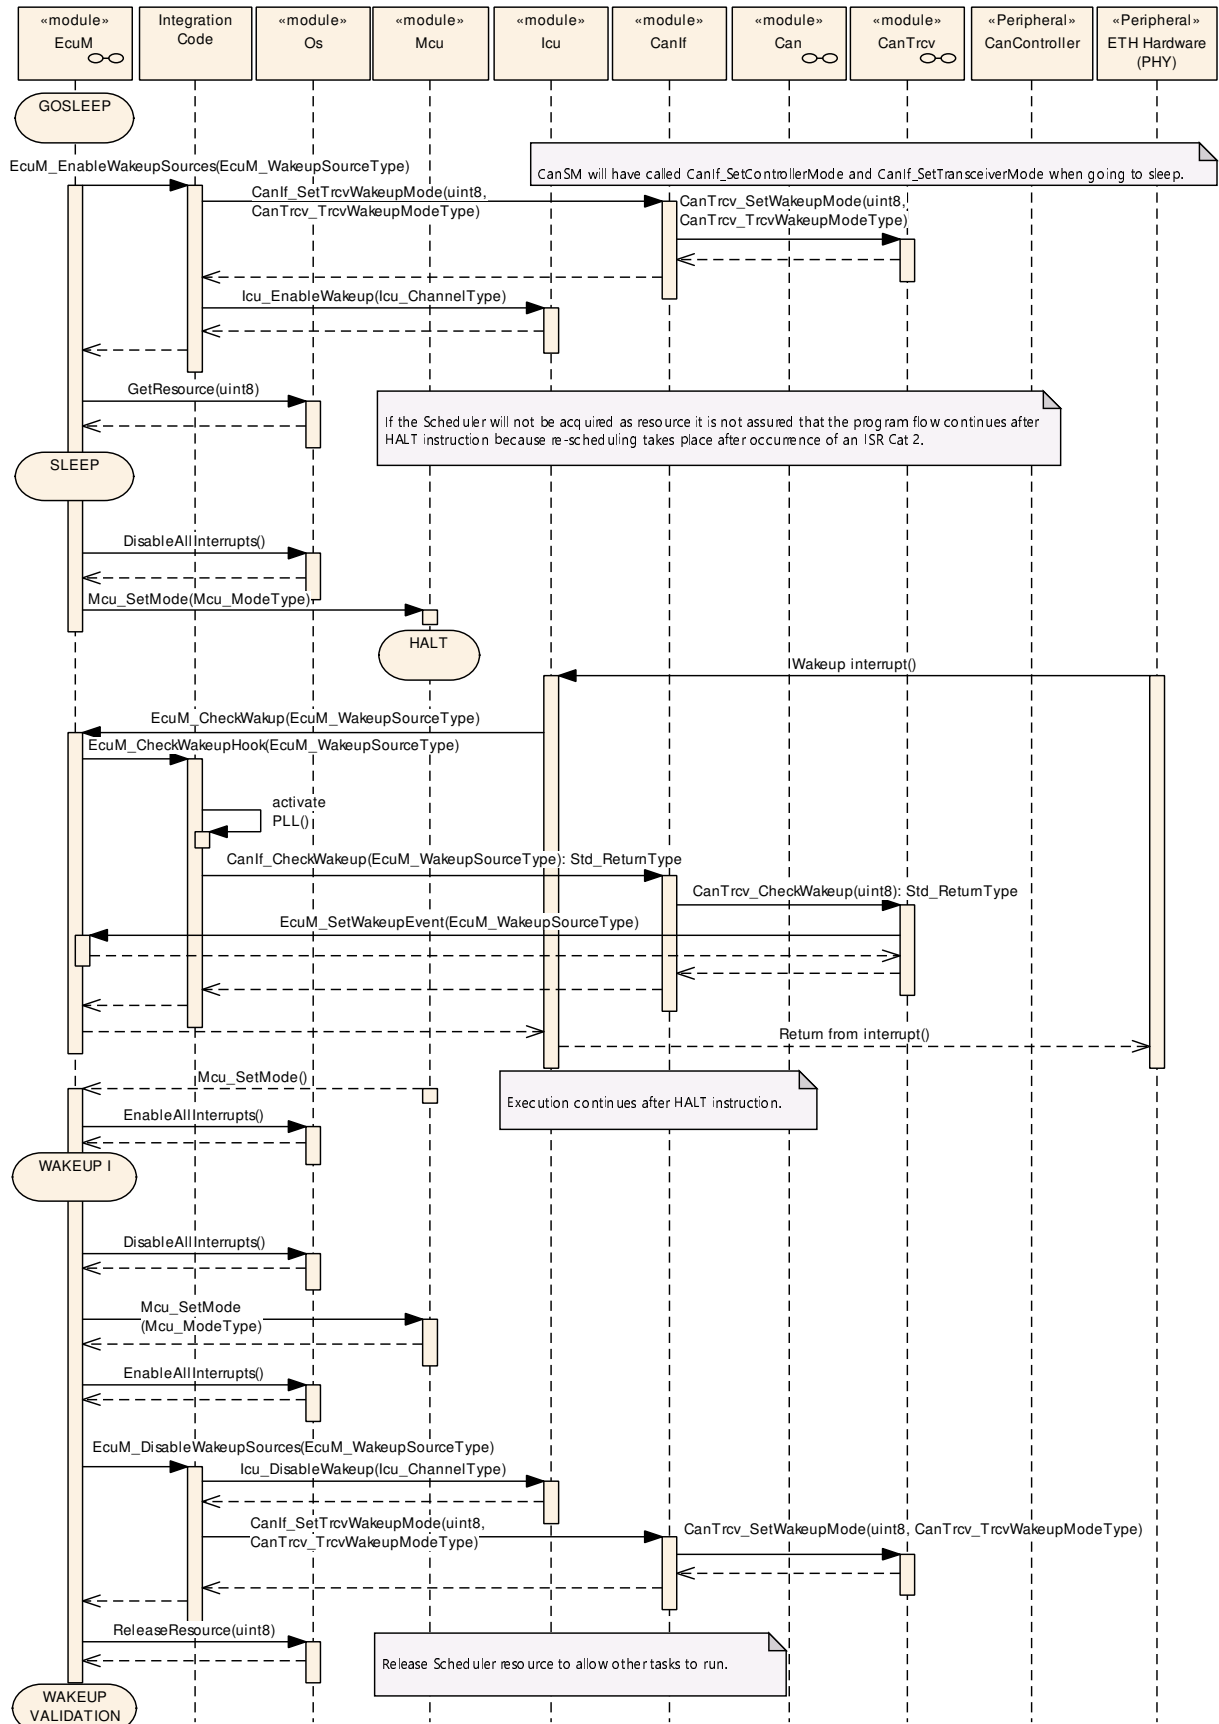 «module»
EcuM
Integration
Code
«module»
Os
«module»
Mcu
«module»
Icu
«module»
CanIf
«module»
Can
«module»
CanTrcv
«Peripheral»
CanController
«Peripheral»
ETH Hardware
(PHY)
GOSLEEP
EcuM_EnableWakeupSources(EcuM_WakeupSourceType)
CanSM will have called CanIf_SetControllerMode and CanIf_SetTransceiverMode when going to sleep.
CanIf_SetTrcvWakeupMode(uint8,
CanTrcv_TrcvWakeupModeType)
CanTrcv_SetWakeupMode(uint8,
CanTrcv_TrcvWakeupModeType)
Icu_EnableWakeup(Icu_ChannelType)
GetResource(uint8)
If the Scheduler will not be acquired as resource it is not assured that the program flow continues after
HALT instruction because re-scheduling takes place after occurrence of an ISR Cat 2.
SLEEP
DisableAllInterrupts()
Mcu_SetMode(Mcu_ModeType)
HALT
Wakeup interrupt()
EcuM_CheckWakup(EcuM_WakeupSourceType)
EcuM_CheckWakeupHook(EcuM_WakeupSourceType)
activate
PLL()
CanIf_CheckWakeup(EcuM_WakeupSourceType): Std_ReturnType
CanTrcv_CheckWakeup(uint8): Std_ReturnType
EcuM_SetWakeupEvent(EcuM_WakeupSourceType)
Return from interrupt()
Mcu_SetMode()
Execution continues after HALT instruction.
EnableAllInterrupts()
WAKEUP I
DisableAllInterrupts()
Mcu_SetMode
(Mcu_ModeType)
EnableAllInterrupts()
EcuM_DisableWakeupSources(EcuM_WakeupSourceType)
Icu_DisableWakeup(Icu_ChannelType)
CanIf_SetTrcvWakeupMode(uint8,
CanTrcv_TrcvWakeupModeType)
CanTrcv_SetWakeupMode(uint8, CanTrcv_TrcvWakeupModeType)
ReleaseResource(uint8)
Release Scheduler resource to allow other tasks to run.
WAKEUP
VALIDATION